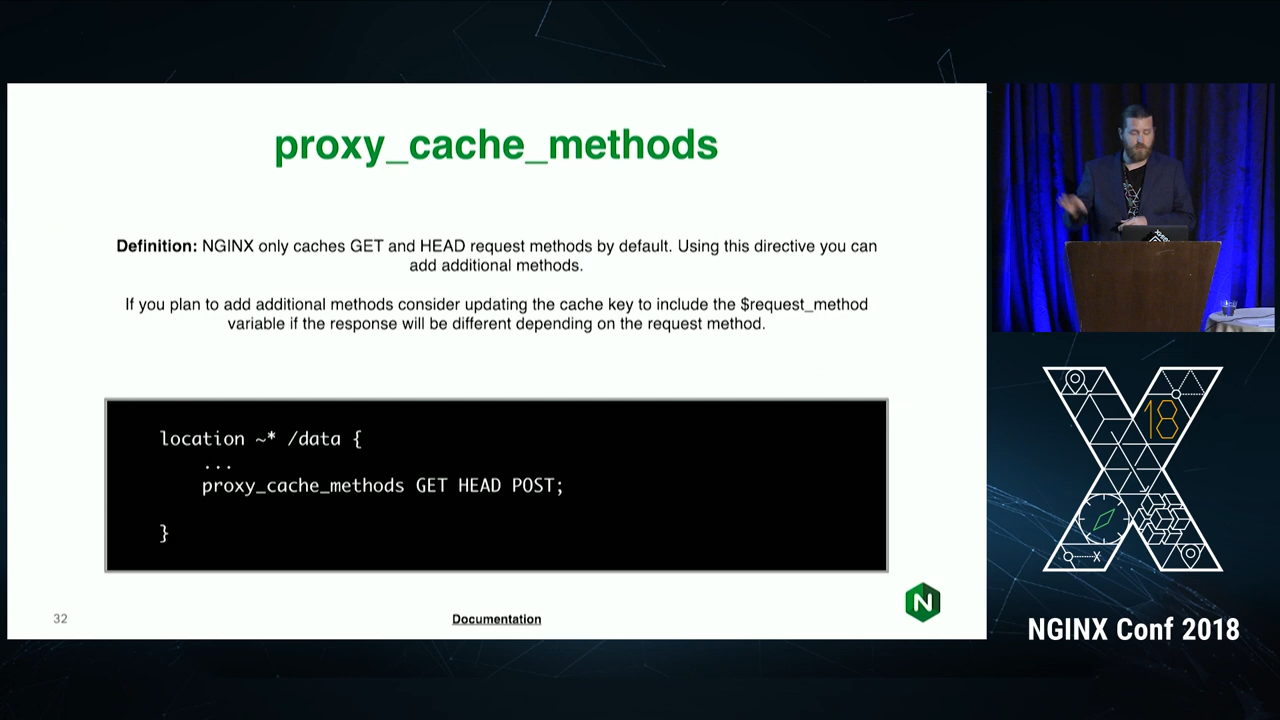 proxy_cache_methods
Definition: NGINX only caches GET and HEAD request methods by default. Using this directive you can
add additional methods.
If you plan to add additional methods consider updating the cache key to include the $request_method
variable if the response will be different depending on the request method.
location ~* /data {
...
proxy_cache_methods GET HEAD POST;
}
32
Documentation
N
18
NGINX Conf 2018